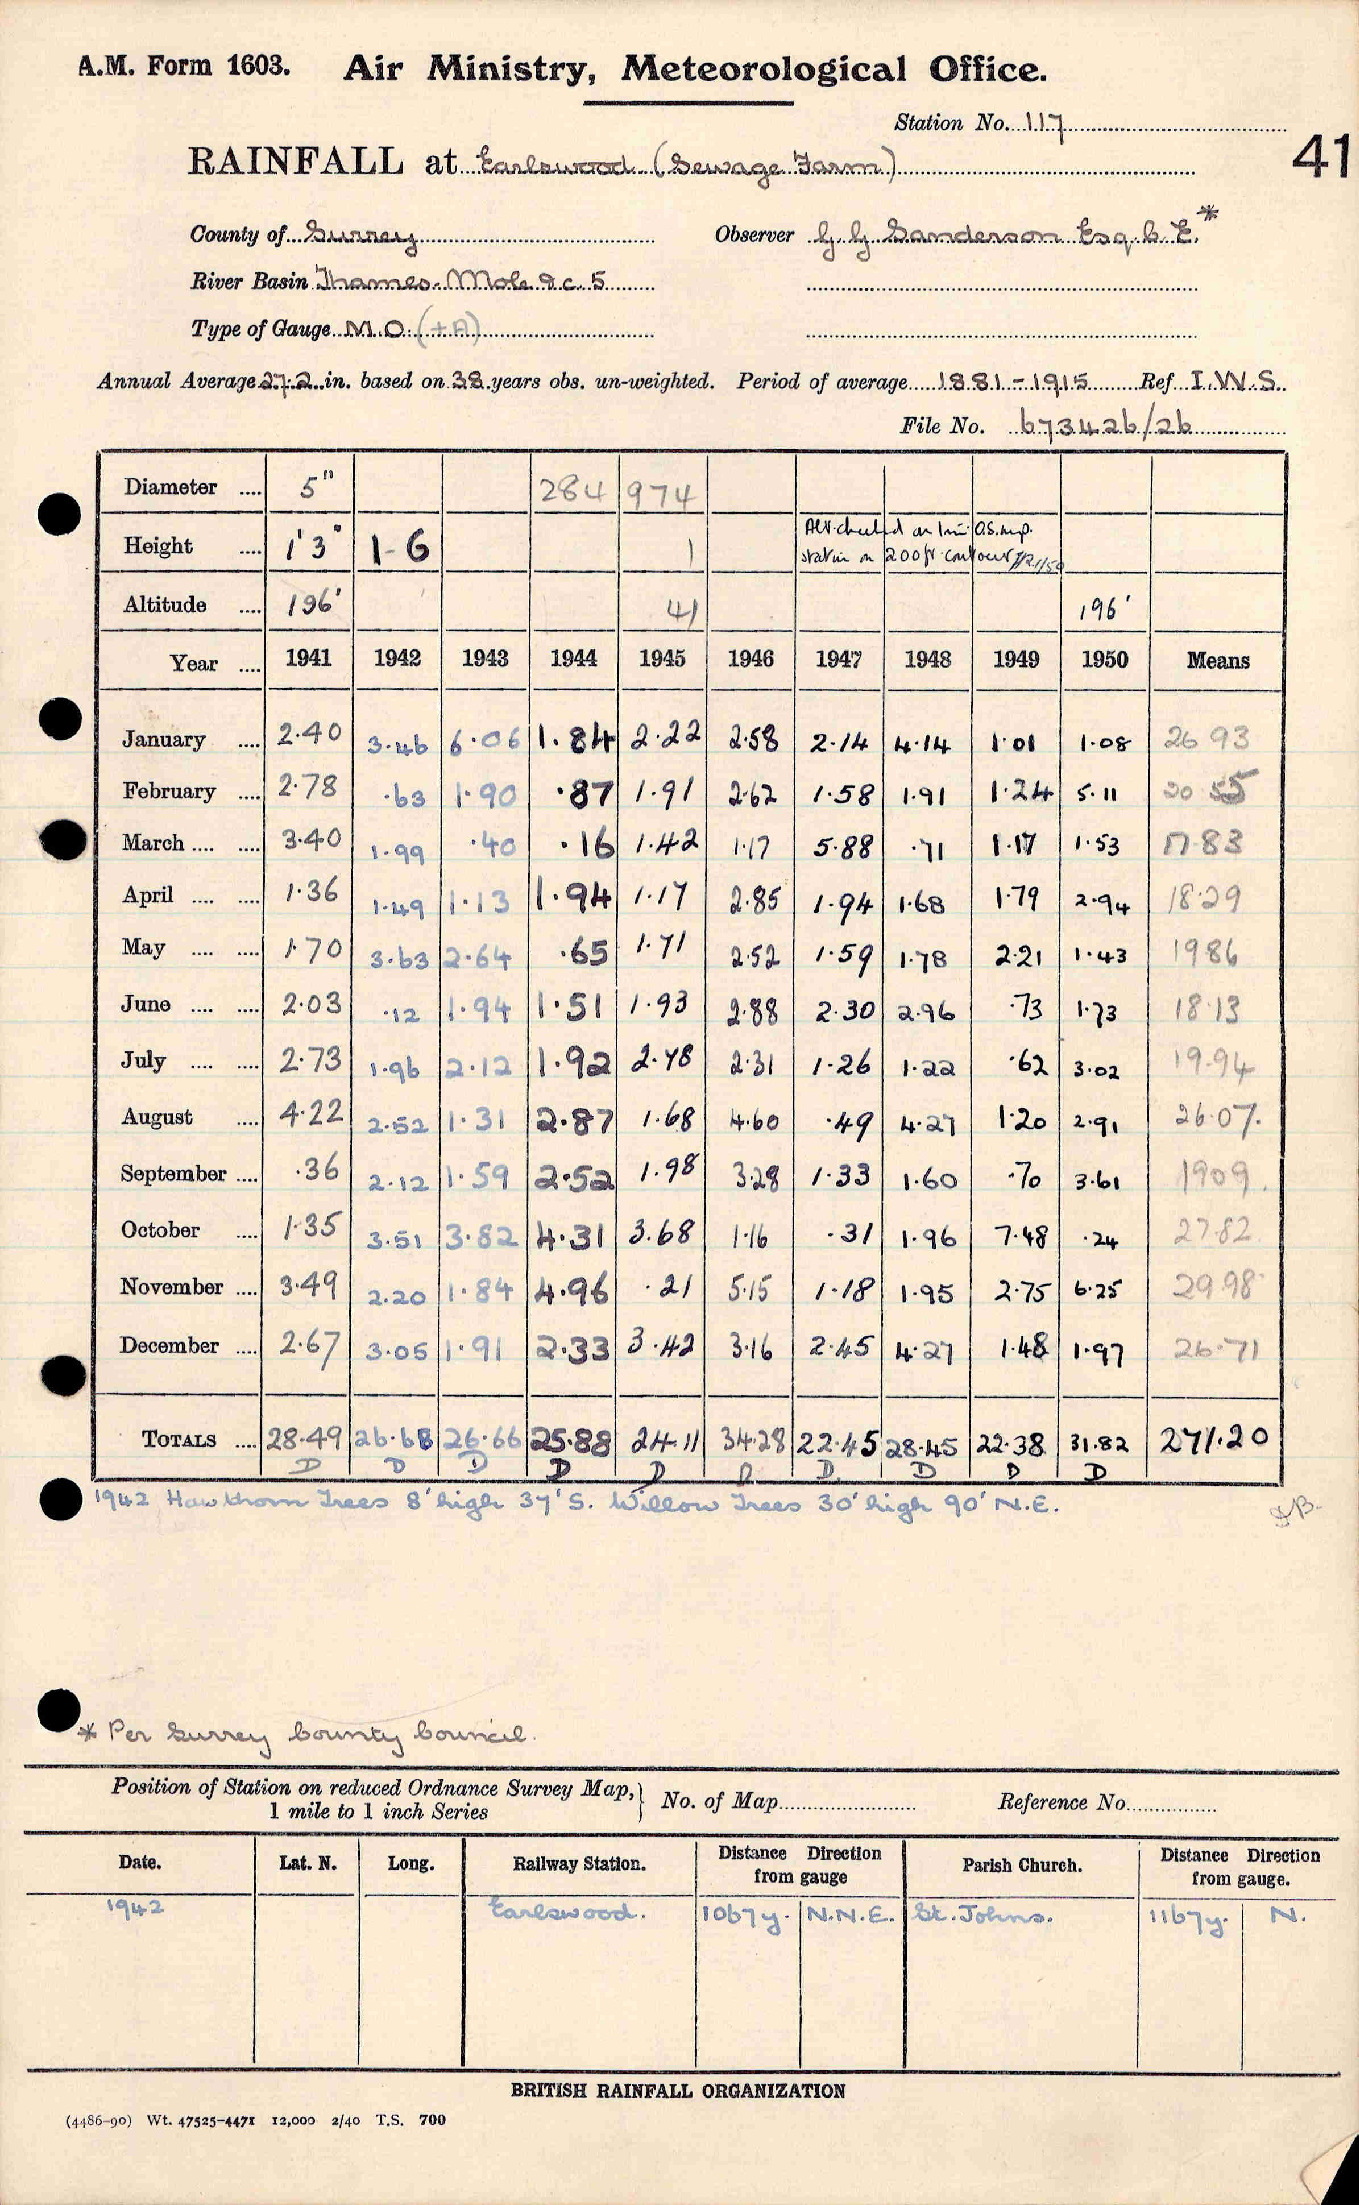 A.M. Form 1603. Air Ministry, Meteorological Office.
Station No. 117
41
RAINFALL at Earlswood (Sewage Farm)
County of Surrey Observer G. G. Sanderson Esq. C. E.*
River Basin Thames - Mole &c. 5
Type of Gauge M.O. (+A)
Annual Average 27.2 in. based on 38 years obs. un-weighted. Period of average 1881-1915 Ref I.W.S.
File No. 673426/26
Diameter .... 5" 284 974
Height .... 1'3" 1-6 1 Alt. checked on 1 in O.S. map. station on 200 ft contour
Altitude .... 196' 41 196'
Year .... 1941 1942 1943 1944 1945 1946 1947 1948 1949 1950 Means
January .... 2.40 3.46 6.06 1.84 2.22 2.58 2.14 4.14 1.01 1.08 26 93
February .... 2.78 .63 1.90 .87 1.91 2.62 1.58 1.91 1.24 5.11 20 55
March .... .... 3.40 1.99 .40 .16 1.42 1.17 5.88 .71 1.17 1.53 17.83
April .... .... 1.36 1.49 1.13 1.94 1.17 2.85 1.94 1.68 1.79 2.94 18.29
May .... .... 1.70 3.63 2.64 .65 1.71 2.52 1.59 1.78 2.21 1.43 19 86
June .... .... 2.03 .12 1.94 1.51 1.93 2.88 2.30 2.96 .73 1.73 18.13
July .... .... 2.73 1.96 2.12 1.92 2.78 2.31 1.26 1.22 .62 3.02 19.94
August .... 4.22 2.52 1.31 2.87 1.68 4.60 .49 4.27 1.20 2.91 26.07.
September .... .36 2.12 1.59 2.52 1.98 3.28 1.33 1.60 .70 3.61 19 09.
October .... 1.35 3.51 3.82 4.31 3.68 1.16 .31 1.96 7.48 .24 27.82
November .... 3.49 2.20 1.84 4.96 .21 5.15 1.18 1.95 2.75 6.25 29.98
December .... 2.67 3.05 1.91 2.33 3.42 3.16 2.45 4.27 1.48 1.97 26.71
TOTALS .... 28.49 26.68 26.66 25.88 24.11 34.28 22.45 28.45 22.38 31.82 271.20
D D D D D D D D D D
1942 Hawthorn Trees 8' high 37' S. Willow Trees 30' high 90' N.E.
* Per Surrey County Council.
Position of Station on reduced Ordnance Survey Map,} No. of Map Reference No.
1 mile to 1 inch Series
Date. Lat. N. Long. Railway Station. Distance Direction from gauge Parish Church. Distance Direction from gauge.
1942 Earlswood. 1067y. N.N.E. St. Johns. 1167y. N.
BRITISH RAINFALL ORGANIZATION
(4486-90) Wt. 47525-4471 12,000 2/40 T.S. 700